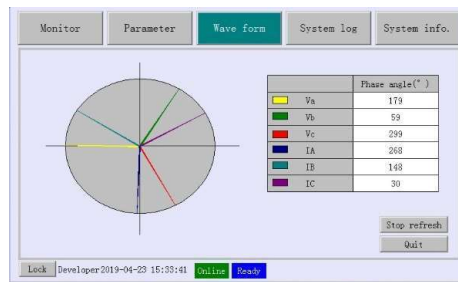 Monitor Parameter Wave form System log System info.
Phase angle(°)
Va 179
Vb 59
Vc 299
IA 268
IB 148
IC 30
Stop refresh
Quit
Lock Developer 2019-04-23 15:33:41 Online Ready